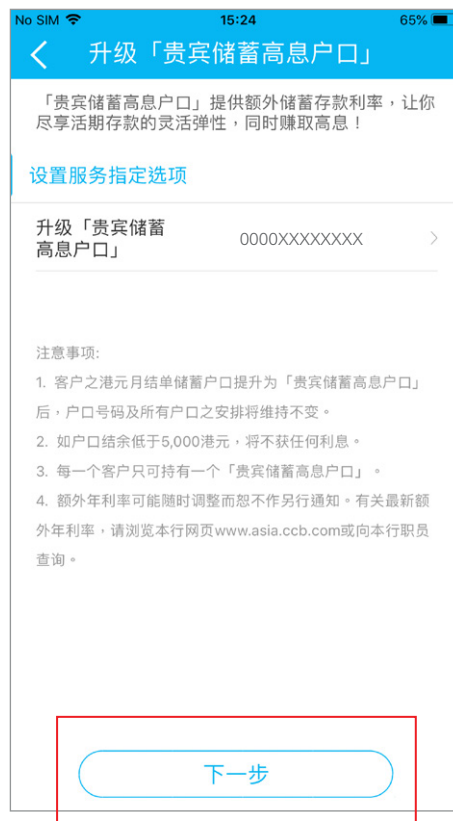 No SIM 15:24 65%
升级「贵宾储蓄高息户口」
「贵宾储蓄高息户口」提供额外储蓄存款利率，让你
尽享活期存款的灵活弹性，同时赚取高息！
设置服务指定选项
升级「贵宾储蓄
高息户口」
0000XXXXXXXX
注意事项:
1. 客户之港元月结单储蓄户口提升为「贵宾储蓄高息户口」
后，户口号码及所有户口之安排将维持不变。
2. 如户口结余低于5,000港元，将不获任何利息。
3. 每一个客户只可持有一个「贵宾储蓄高息户口」。
4. 额外年利率可能随时调整而恕不作另行通知。有关最新额
外年利率，请浏览本行网页www.asia.ccb.com或向本行职员
查询。
下一步